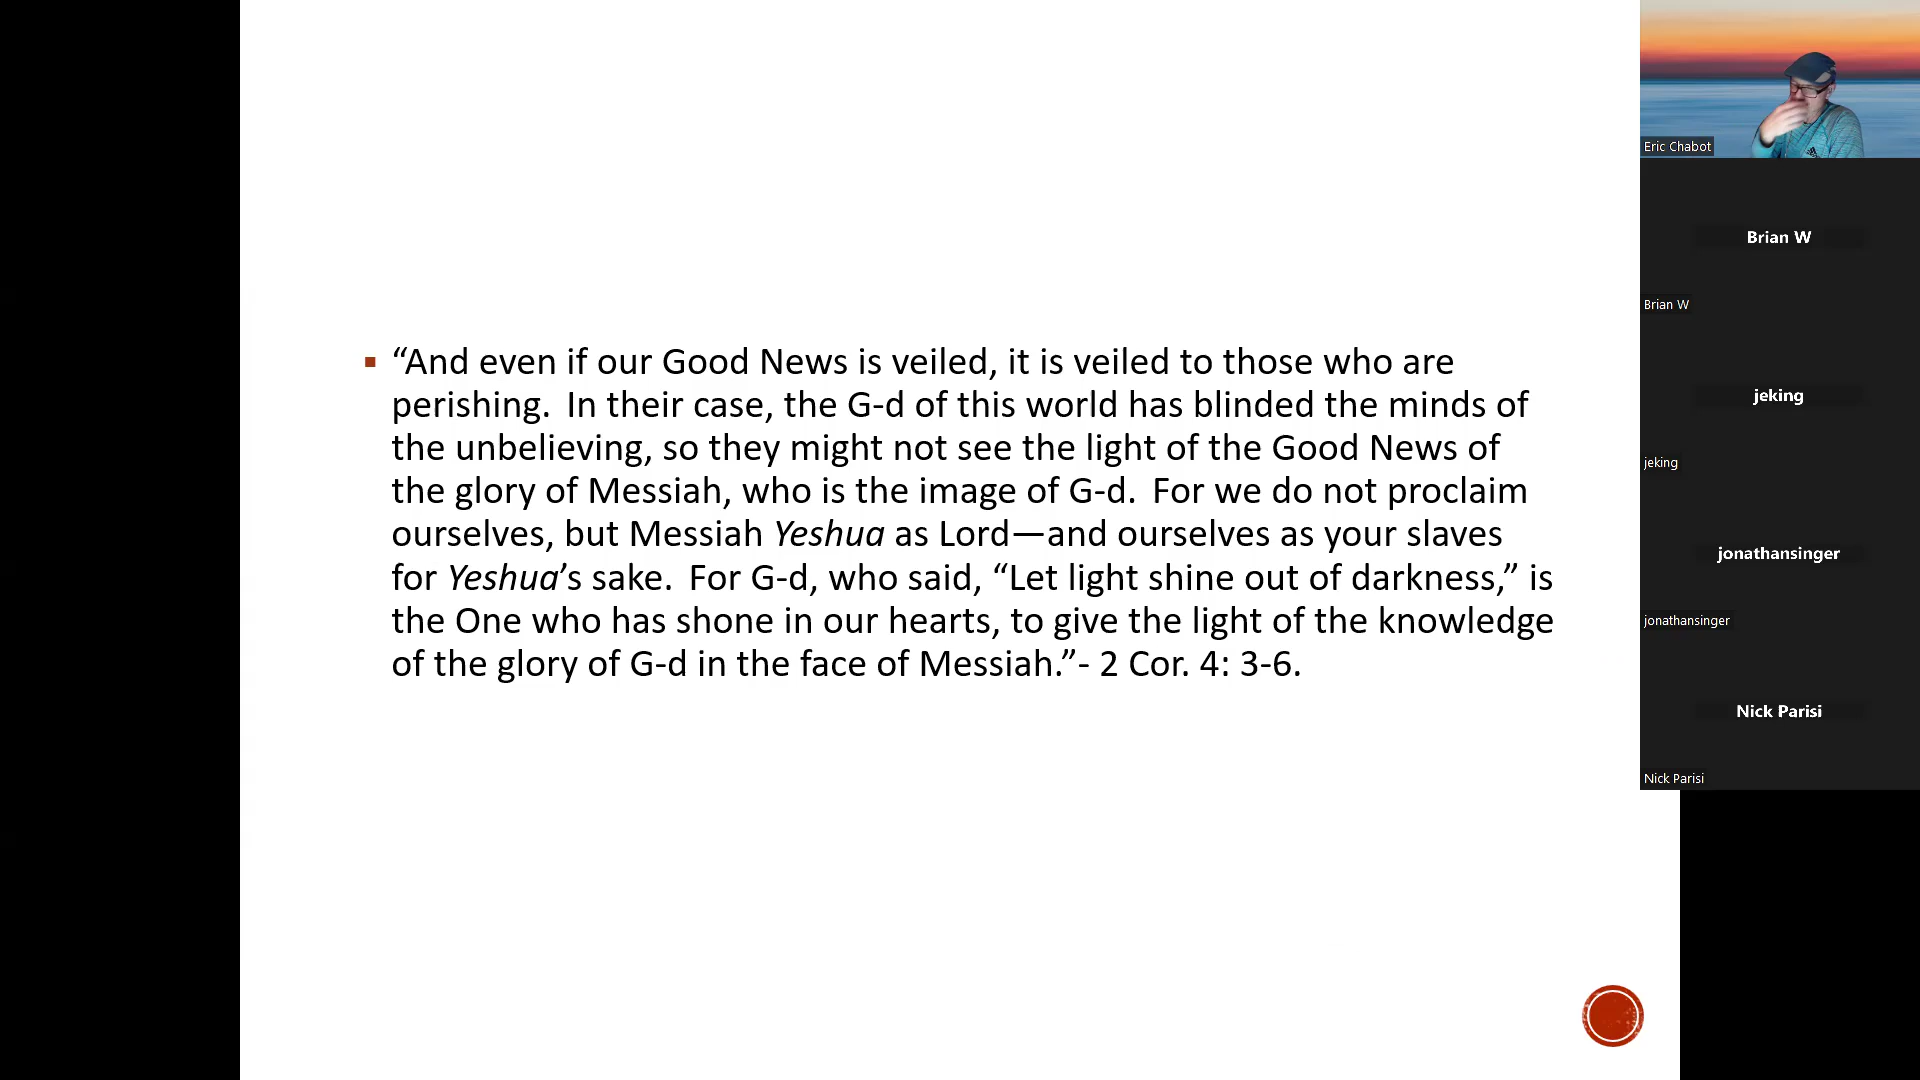 “And even if our Good News is veiled, it is veiled to those who are
perishing.  In their case, the G-d of this world has blinded the minds of
the unbelieving, so they might not see the light of the Good News of
the glory of Messiah, who is the image of G-d.  For we do not proclaim
ourselves, but Messiah Yeshua as Lord—and ourselves as your slaves
for Yeshua’s sake.  For G-d, who said, “Let light shine out of darkness,” is
the One who has shone in our hearts, to give the light of the knowledge
of the glory of G-d in the face of Messiah.”- 2 Cor. 4: 3-6.
Eric Chabot
Brian W
Brian W
jeking
jeking
jonathansinger
jonathansinger
Nick Parisi
Nick Parisi